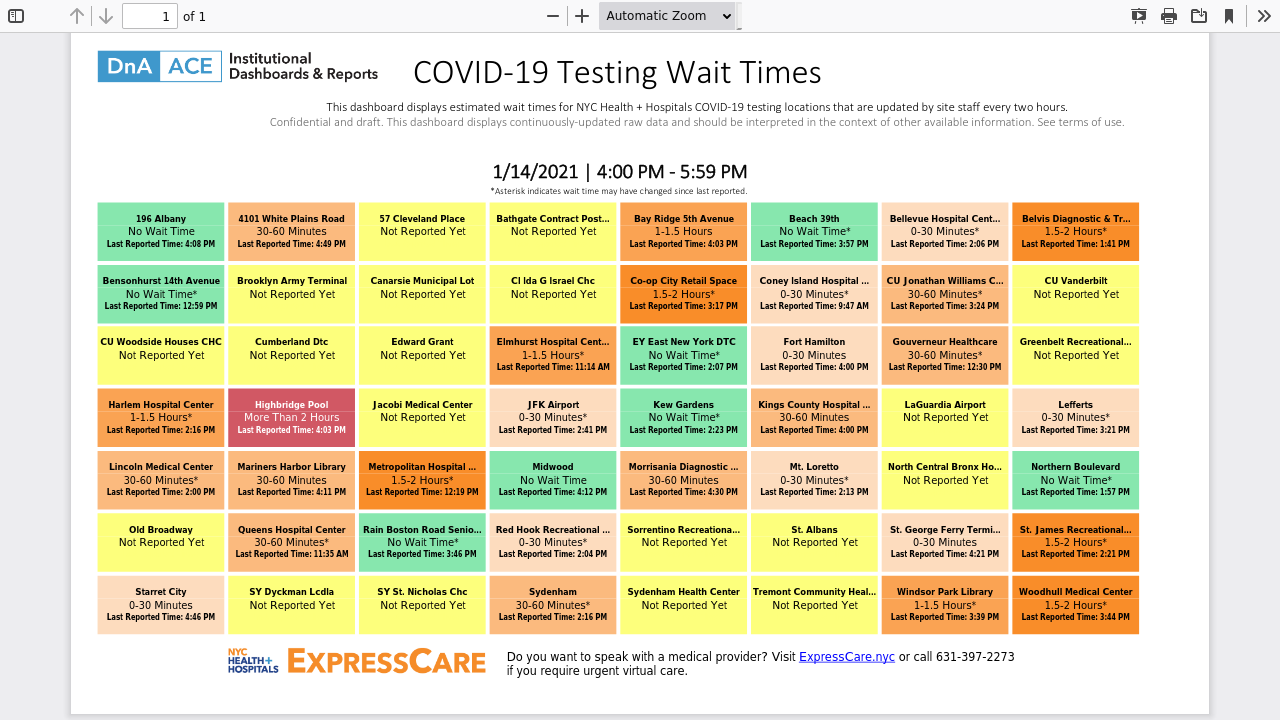 1 of 1 Automatic Zoom
DnA ACE Institutional
Dashboards & Reports
COVID-19 Testing Wait Times
This dashboard displays estimated wait times for NYC Health + Hospitals COVID-19 testing locations that are updated by site staff every two hours.
Confidential and draft. This dashboard displays continuously-updated raw data and should be interpreted in the context of other available information. See terms of use.
1/14/2021 | 4:00 PM - 5:59 PM
*Asterisk indicates wait time may have changed since last reported.
196 Albany 4101 White Plains Road 57 Cleveland Place Bathgate Contract Post... Bay Ridge 5th Avenue Beach 39th Bellevue Hospital Cent... Belvis Diagnostic & Tr...
No Wait Time 30-60 Minutes Not Reported Yet Not Reported Yet 1-1.5 Hours No Wait Time* 0-30 Minutes* 1.5-2 Hours*
Last Reported Time: 4:08 PM Last Reported Time: 4:49 PM Last Reported Time: 4:03 PM Last Reported Time: 3:57 PM Last Reported Time: 2:06 PM Last Reported Time: 1:41 PM
Bensonhurst 14th Avenue Brooklyn Army Terminal Canarsie Municipal Lot Cl Ida G Israel Chc Co-op City Retail Space Coney Island Hospital ... CU Jonathan Williams C... CU Vanderbilt
No Wait Time* Not Reported Yet Not Reported Yet Not Reported Yet 1.5-2 Hours* 0-30 Minutes* 30-60 Minutes* Not Reported Yet
Last Reported Time: 12:59 PM Last Reported Time: 3:17 PM Last Reported Time: 9:47 AM Last Reported Time: 3:24 PM
CU Woodside Houses CHC Cumberland Dtc Edward Grant Elmhurst Hospital Cent... EY East New York DTC Fort Hamilton Gouverneur Healthcare Greenbelt Recreational...
Not Reported Yet Not Reported Yet Not Reported Yet 1-1.5 Hours* No Wait Time* 0-30 Minutes 30-60 Minutes* Not Reported Yet
Last Reported Time: 11:14 AM Last Reported Time: 2:07 PM Last Reported Time: 4:00 PM Last Reported Time: 12:30 PM
Harlem Hospital Center Highbridge Pool Jacobi Medical Center JFK Airport Kew Gardens Kings County Hospital ... LaGuardia Airport Lefferts
1-1.5 Hours* More Than 2 Hours Not Reported Yet 0-30 Minutes* No Wait Time* 30-60 Minutes Not Reported Yet 0-30 Minutes*
Last Reported Time: 2:16 PM Last Reported Time: 4:03 PM Last Reported Time: 2:41 PM Last Reported Time: 2:23 PM Last Reported Time: 4:00 PM Last Reported Time: 3:21 PM
Lincoln Medical Center Mariners Harbor Library Metropolitan Hospital ... Midwood Morrisania Diagnostic ... Mt. Loretto North Central Bronx Ho... Northern Boulevard
30-60 Minutes* 30-60 Minutes 1.5-2 Hours* No Wait Time 30-60 Minutes 0-30 Minutes* Not Reported Yet No Wait Time*
Last Reported Time: 2:00 PM Last Reported Time: 4:11 PM Last Reported Time: 12:19 PM Last Reported Time: 4:12 PM Last Reported Time: 4:30 PM Last Reported Time: 2:13 PM Last Reported Time: 1:57 PM
Old Broadway Queens Hospital Center Rain Boston Road Senio... Red Hook Recreational ... Sorrentino Recreationa... St. Albans St. George Ferry Termi... St. James Recreational...
Not Reported Yet 30-60 Minutes* No Wait Time* 0-30 Minutes* Not Reported Yet Not Reported Yet 0-30 Minutes 1.5-2 Hours*
Last Reported Time: 11:35 AM Last Reported Time: 3:46 PM Last Reported Time: 2:04 PM Last Reported Time: 4:21 PM Last Reported Time: 2:21 PM
Starret City SY Dyckman Lcdla SY St. Nicholas Chc Sydenham Sydenham Health Center Tremont Community Heal... Windsor Park Library Woodhull Medical Center
0-30 Minutes Not Reported Yet Not Reported Yet 30-60 Minutes* Not Reported Yet Not Reported Yet 1-1.5 Hours* 1.5-2 Hours*
Last Reported Time: 4:46 PM Last Reported Time: 2:16 PM Last Reported Time: 3:39 PM Last Reported Time: 3:44 PM
NYC
HEALTH+
HOSPITALS
EXPRESSCARE
Do you want to speak with a medical provider? Visit ExpressCare.nyc or call 631-397-2273
if you require urgent virtual care.